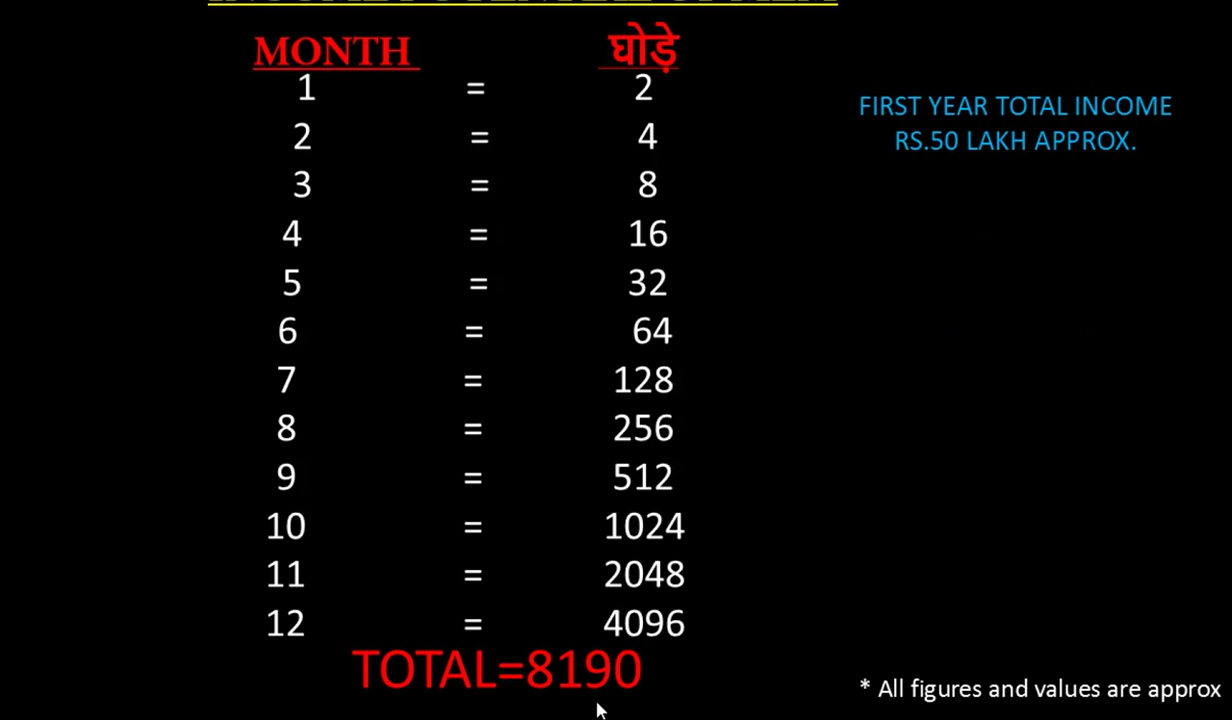 MONTH घोड़े
1 = 2
2 = 4
3 = 8
4 = 16
5 = 32
6 = 64
7 = 128
8 = 256
9 = 512
10 = 1024
11 = 2048
12 = 4096
TOTAL=8190
FIRST YEAR TOTAL INCOME
RS.50 LAKH APPROX.
* All figures and values are approx